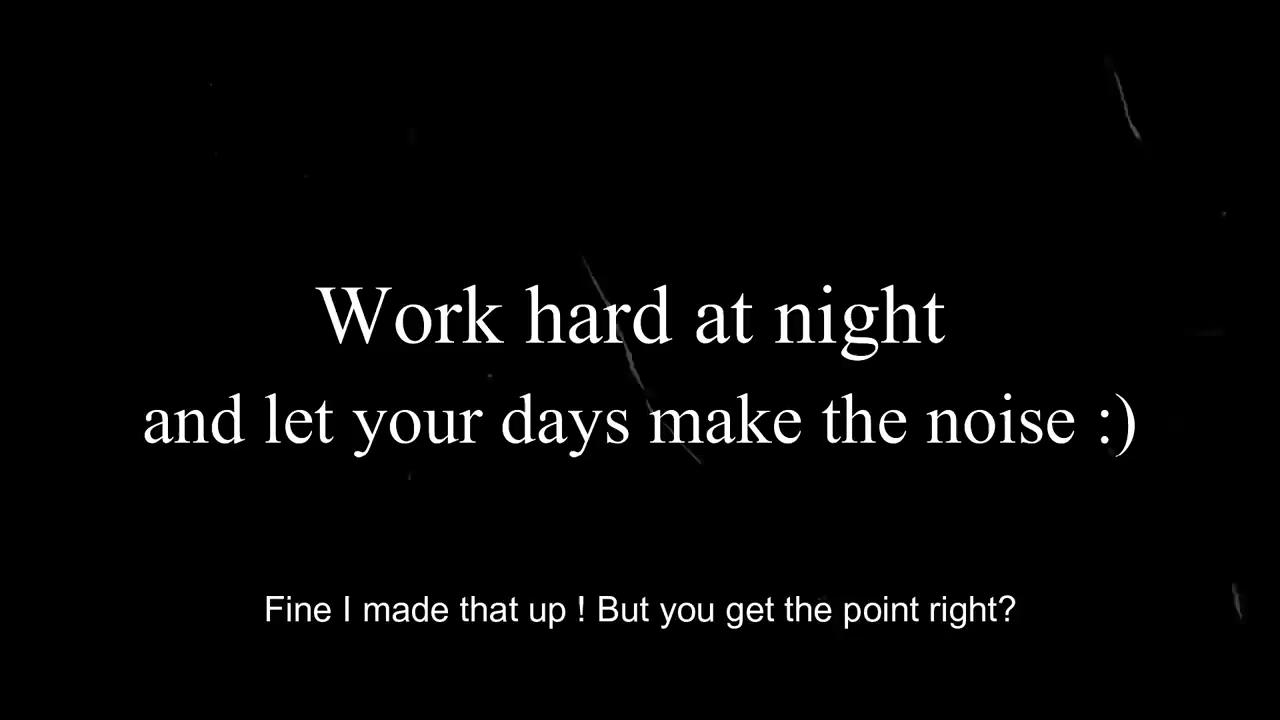 Work hard at night
and let your days make the noise :)
Fine I made that up ! But you get the point right?